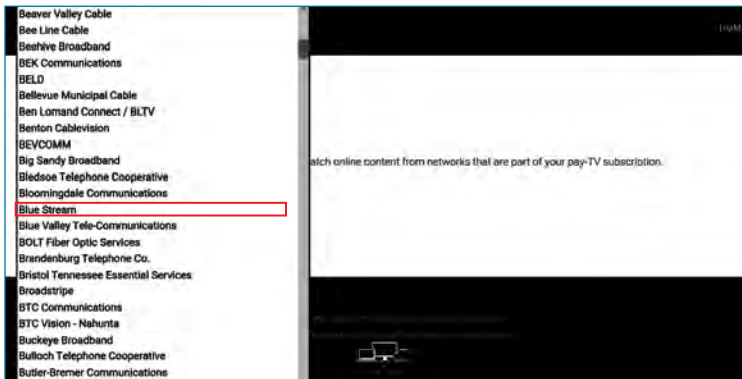 Beaver Valley Cable
Bee Line Cable
Beehive Broadband
BEK Communications
BELD
Bellevue Municipal Cable
Ben Lomand Connect / BLTV
Benton Cablevision
BEVCOMM
Big Sandy Broadband
atch online content from networks that are part of your pay-TV subscription.
Bledsoe Telephone Cooperative
Bloomingdale Communications
Blue Stream
Blue Valley Tele-Communications
BOLT Fiber Optic Services
Brandenburg Telephone Co.
Bristol Tennessee Essential Services
Broadstripe
BTC Communications
BTC Vision - Nahunta
Buckeye Broadband
Bulloch Telephone Cooperative
Butler-Bremer Communications